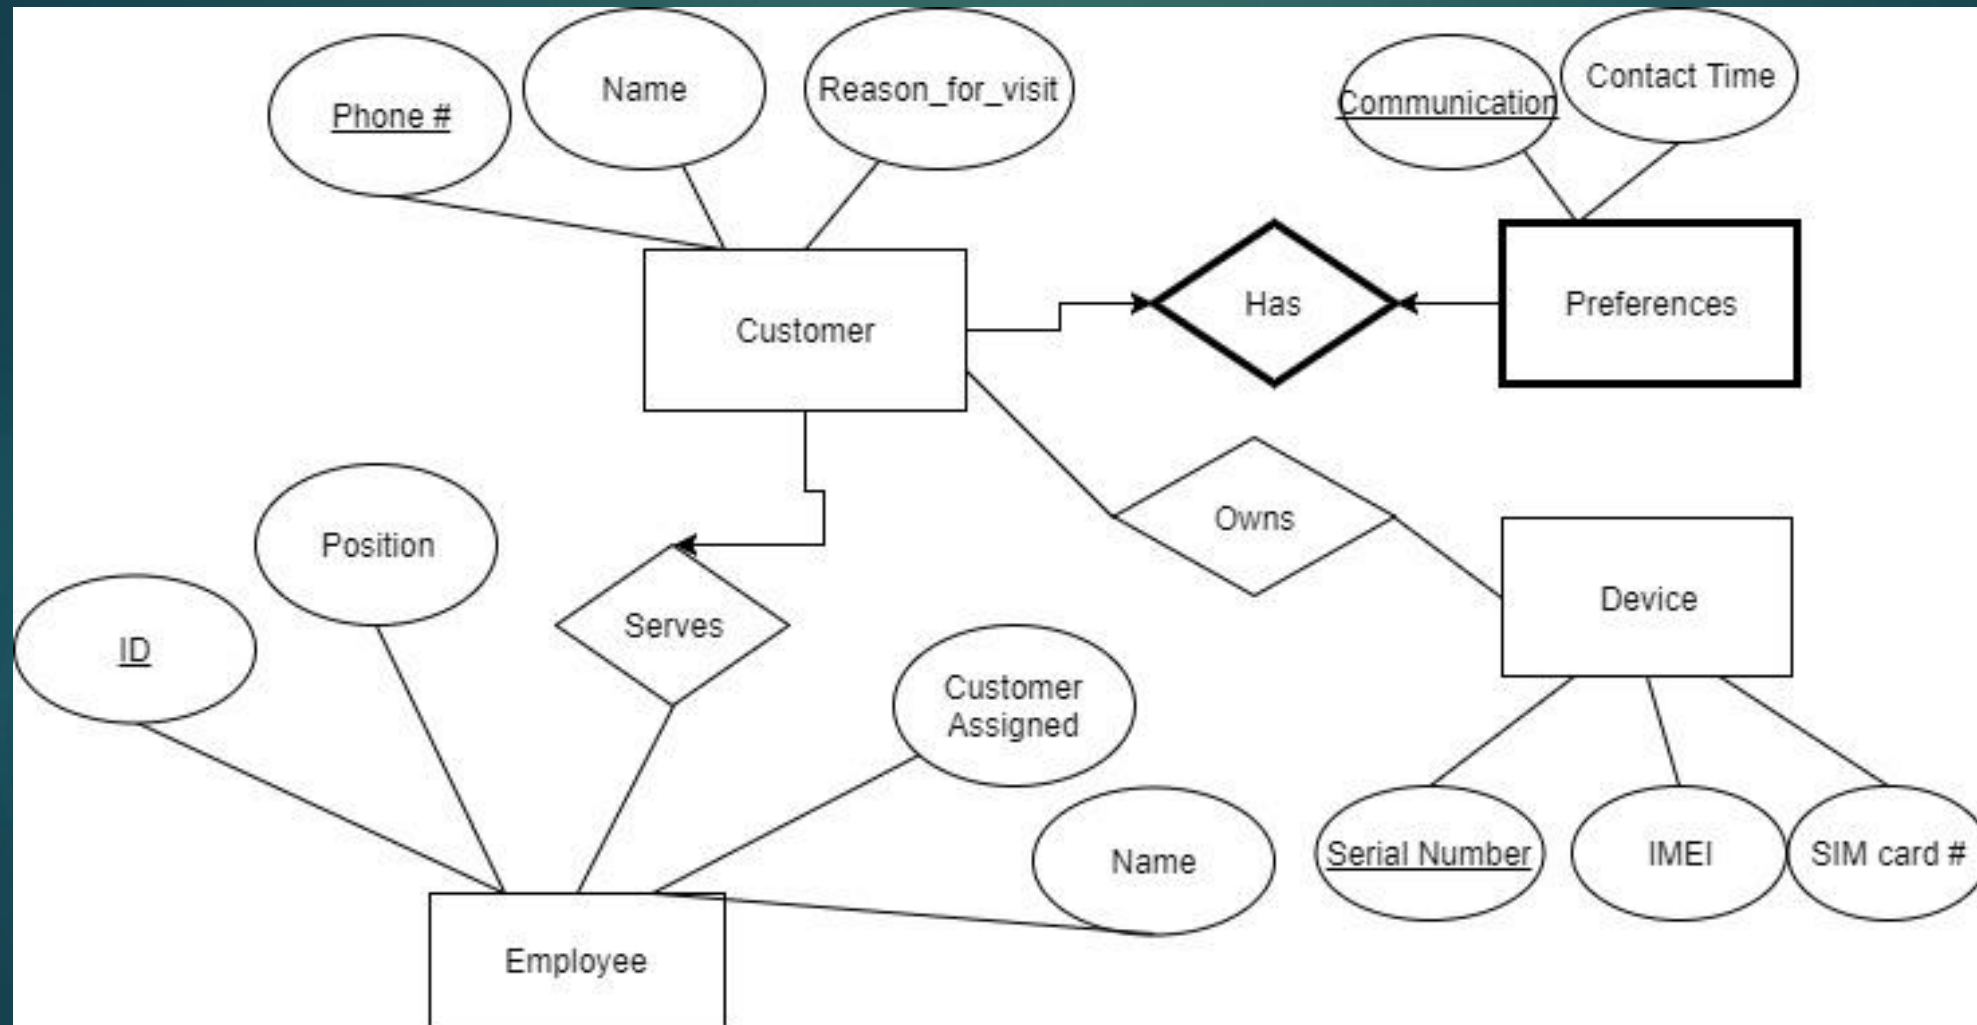 Phone #
Name
Reason_for_visit
Communication
Contact Time
Customer
Has
Preferences
Owns
Position
Serves
Device
ID
Customer
Assigned
Name
Serial Number
IMEI
SIM card #
Employee